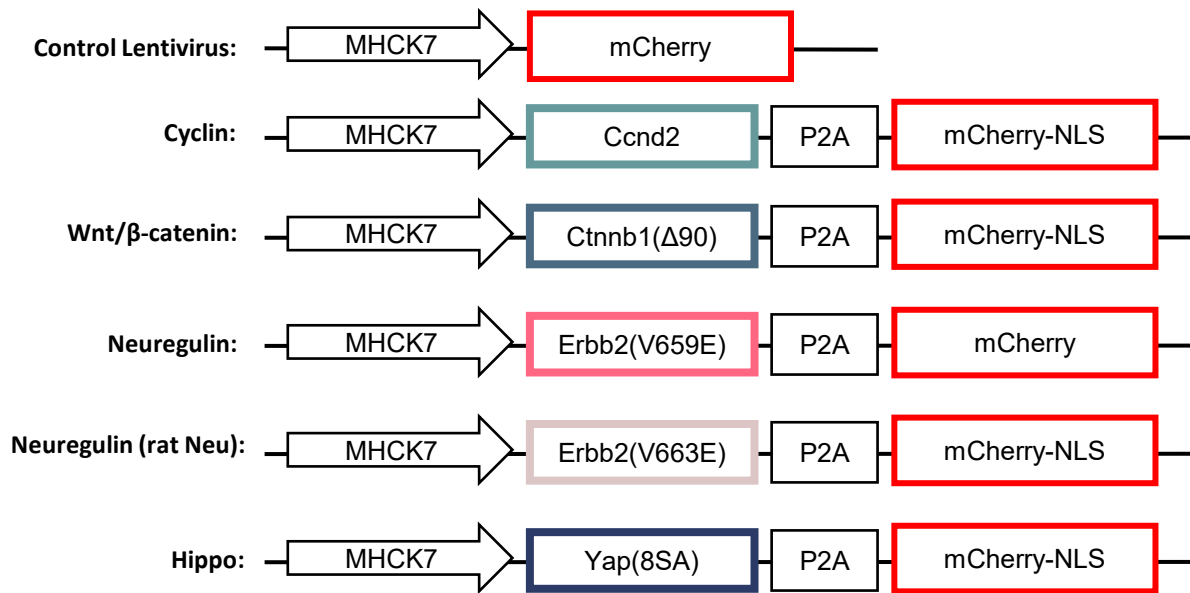 Control Lentivirus: MHCK7 mCherry
Cyclin: MHCK7 Ccnd2 P2A mCherry-NLS
Wnt/β-catenin: MHCK7 Ctnnb1(Δ90) P2A mCherry-NLS
Neuregulin: MHCK7 Erbb2(V659E) P2A mCherry
Neuregulin (rat Neu): MHCK7 Erbb2(V663E) P2A mCherry-NLS
Hippo: MHCK7 Yap(8SA) P2A mCherry-NLS